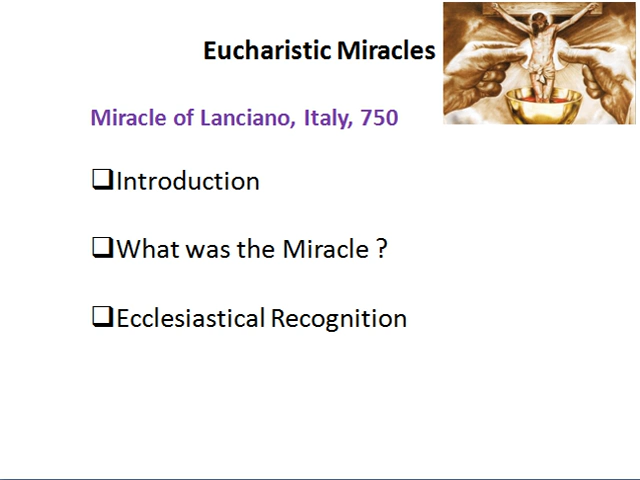 Eucharistic Miracles
Miracle of Lanciano, Italy, 750
❑Introduction
❑What was the Miracle ?
❑Ecclesiastical Recognition